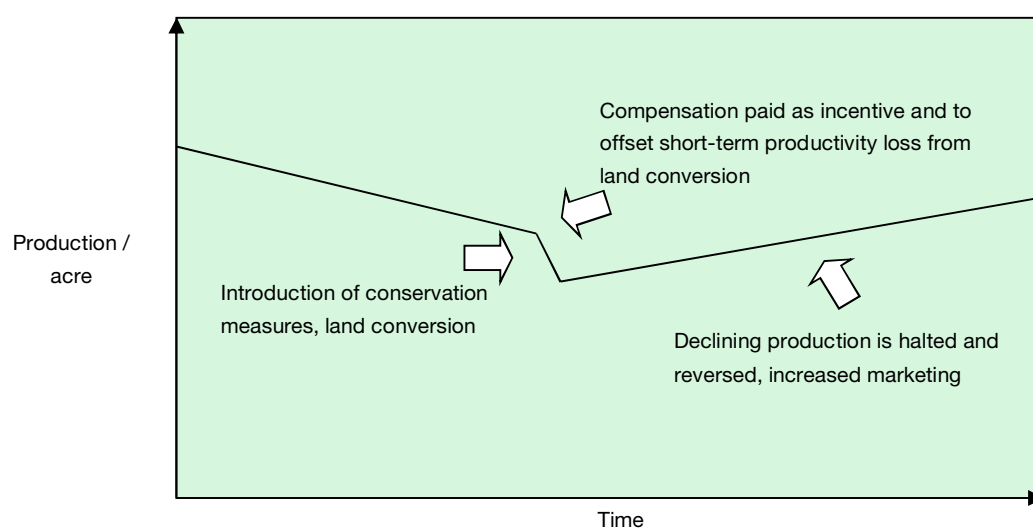 Compensation paid as incentive and to
offset short-term productivity loss from
land conversion
Production /
acre
Introduction of conservation
measures, land conversion
Declining production is halted and
reversed, increased marketing
Time